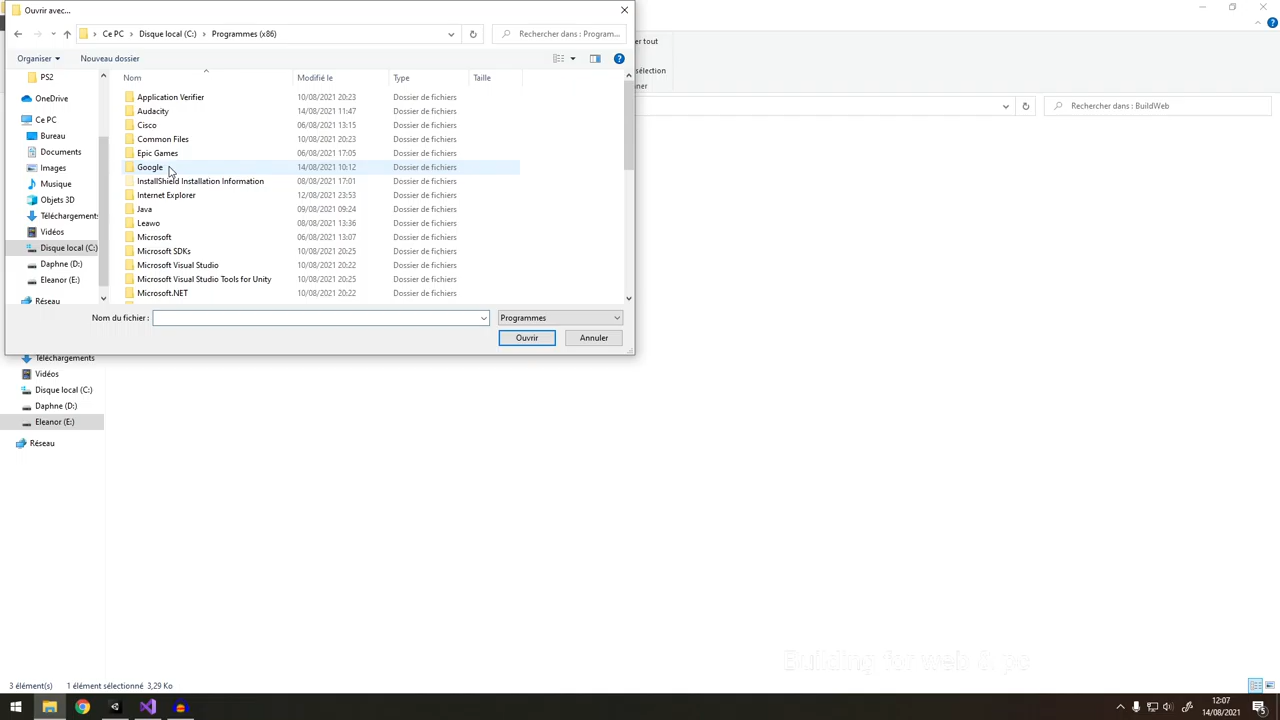 Ouvrir avec...
Ce PC > Disque local (C:) > Programmes (x86)
Rechercher dans : Program...
Organiser
Nouveau dossier
er tout
sélection
ner
Rechercher dans : BuildWeb
Nom
Modifié le
Type
Taille
Application Verifier 10/08/2021 20:23 Dossier de fichiers
Audacity 14/08/2021 11:47 Dossier de fichiers
Cisco 06/08/2021 13:15 Dossier de fichiers
Common Files 10/08/2021 20:23 Dossier de fichiers
Epic Games 06/08/2021 17:05 Dossier de fichiers
Google 14/08/2021 10:12 Dossier de fichiers
InstallShield Installation Information 08/08/2021 17:01 Dossier de fichiers
Internet Explorer 12/08/2021 23:53 Dossier de fichiers
Java 09/08/2021 09:24 Dossier de fichiers
Leawo 08/08/2021 13:36 Dossier de fichiers
Microsoft 06/08/2021 13:07 Dossier de fichiers
Microsoft SDKs 10/08/2021 20:25 Dossier de fichiers
Microsoft Visual Studio 10/08/2021 20:22 Dossier de fichiers
Microsoft Visual Studio Tools for Unity 10/08/2021 20:25 Dossier de fichiers
Microsoft.NET 10/08/2021 20:22 Dossier de fichiers
PS2
OneDrive
Ce PC
Bureau
Documents
Images
Musique
Objets 3D
Téléchargements
Vidéos
Disque local (C:)
Daphne (D:)
Eleanor (E:)
Réseau
Nom du fichier :
Programmes
Ouvrir
Annuler
Téléchargements
Vidéos
Disque local (C:)
Daphne (D:)
Eleanor (E:)
Réseau
Building for web & pc
3 élément(s)
1 élément sélectionné 3,29 Ko
12:07
14/08/2021
5